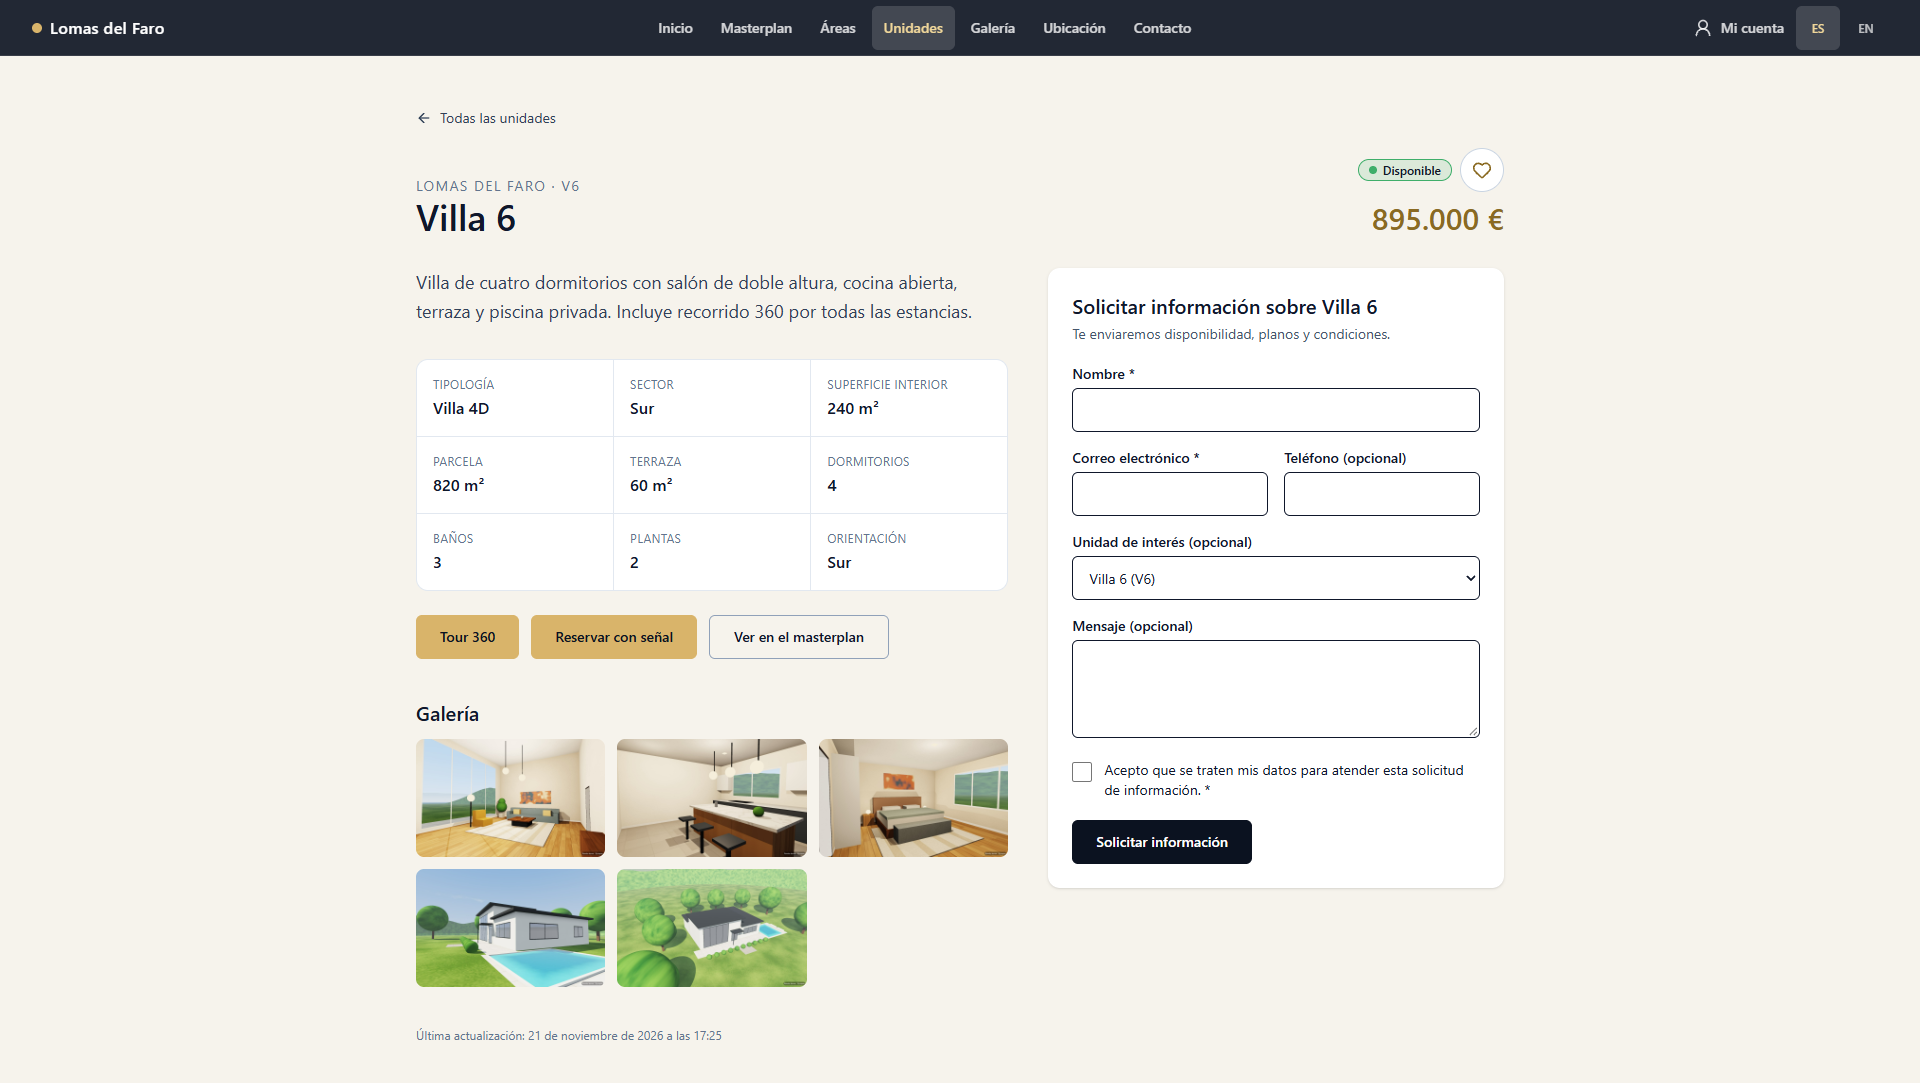 Lomas del Faro
Inicio
Masterplan
Áreas
Unidades
Galería
Ubicación
Contacto
Mi cuenta
ES
EN
Todas las unidades
LOMAS DEL FARO · V6
Villa 6
Disponible
895.000 €
Villa de cuatro dormitorios con salón de doble altura, cocina abierta,
terraza y piscina privada. Incluye recorrido 360 por todas las estancias.
TIPOLOGÍA
Villa 4D
SECTOR
Sur
SUPERFICIE INTERIOR
240 m²
PARCELA
820 m²
TERRAZA
60 m²
DORMITORIOS
4
BAÑOS
3
PLANTAS
2
ORIENTACIÓN
Sur
Tour 360
Reservar con señal
Ver en el masterplan
Galería
Última actualización: 21 de noviembre de 2026 a las 17:25
Solicitar información sobre Villa 6
Te enviaremos disponibilidad, planos y condiciones.
Nombre *
Correo electrónico *
Teléfono (opcional)
Unidad de interés (opcional)
Villa 6 (V6)
Mensaje (opcional)
Acepto que se traten mis datos para atender esta solicitud
de información. *
Solicitar información